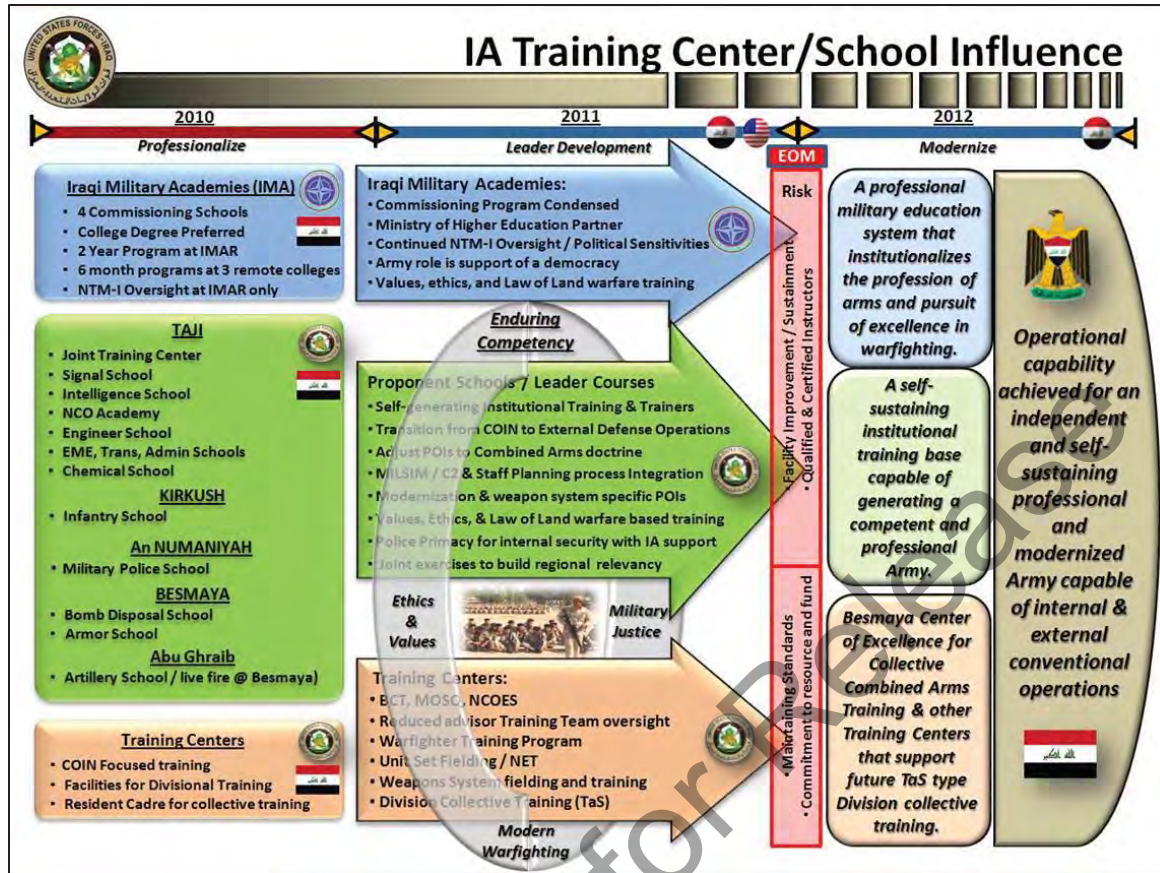 UNITED STATES FORCES-IRAQ
IA Training Center/School Influence
2010
Professionalize
2011
Leader Development
2012
Modernize
EOM
Iraqi Military Academies (IMA)
• 4 Commissioning Schools
• College Degree Preferred
• 2 Year Program at IMAR
• 6 month programs at 3 remote colleges
• NTM-I Oversight at IMAR only
TAJI
• Joint Training Center
• Signal School
• Intelligence School
• NCO Academy
• Engineer School
• EME, Trans, Admin Schools
• Chemical School
KIRKUSH
• Infantry School
An NUMANIYAH
• Military Police School
BESMAYA
• Bomb Disposal School
• Armor School
Abu Ghraib
• Artillery School / live fire @ Besmaya)
Training Centers
• COIN Focused training
• Facilities for Divisional Training
• Resident Cadre for collective training
Iraqi Military Academies:
• Commissioning Program Condensed
• Ministry of Higher Education Partner
• Continued NTM-I Oversight / Political Sensitivities
• Army role is support of a democracy
• Values, ethics, and Law of Land warfare training
Enduring
Competency
Proponent Schools / Leader Courses
• Self-generating Institutional Training & Trainers
• Transition from COIN to External Defense Operations
• Adjust POIs to Combined Arms doctrine
• MILSIM / C2 & Staff Planning process Integration
• Modernization & weapon system specific POIs
• Values, Ethics, & Law of Land warfare based training
• Police Primacy for internal security with IA support
• Joint exercises to build regional relevancy
Ethics
&
Values
Military
Justice
Training Centers:
• BCT, MOSQ, NCOES
• Reduced advisor Training Team oversight
• Warfighter Training Program
• Unit Set Fielding / NET
• Weapons System fielding and training
• Division Collective Training (TaS)
Modern
Warfighting
Risk
• Facility Improvement / Sustainment
• Qualified & Certified Instructors
• Maintaining Standards
• Commitment to resource and fund
A professional
military education
system that
institutionalizes
the profession of
arms and pursuit
of excellence in
warfighting.
A self-
sustaining
institutional
training base
capable of
generating a
competent and
professional
Army.
Besmaya Center
of Excellence for
Collective
Combined Arms
Training & other
Training Centers
that support
future TaS type
Division collective
training.
Operational
capability
achieved for an
independent
and self-
sustaining
professional
and
modernized
Army capable
of internal &
external
conventional
operations
for Release